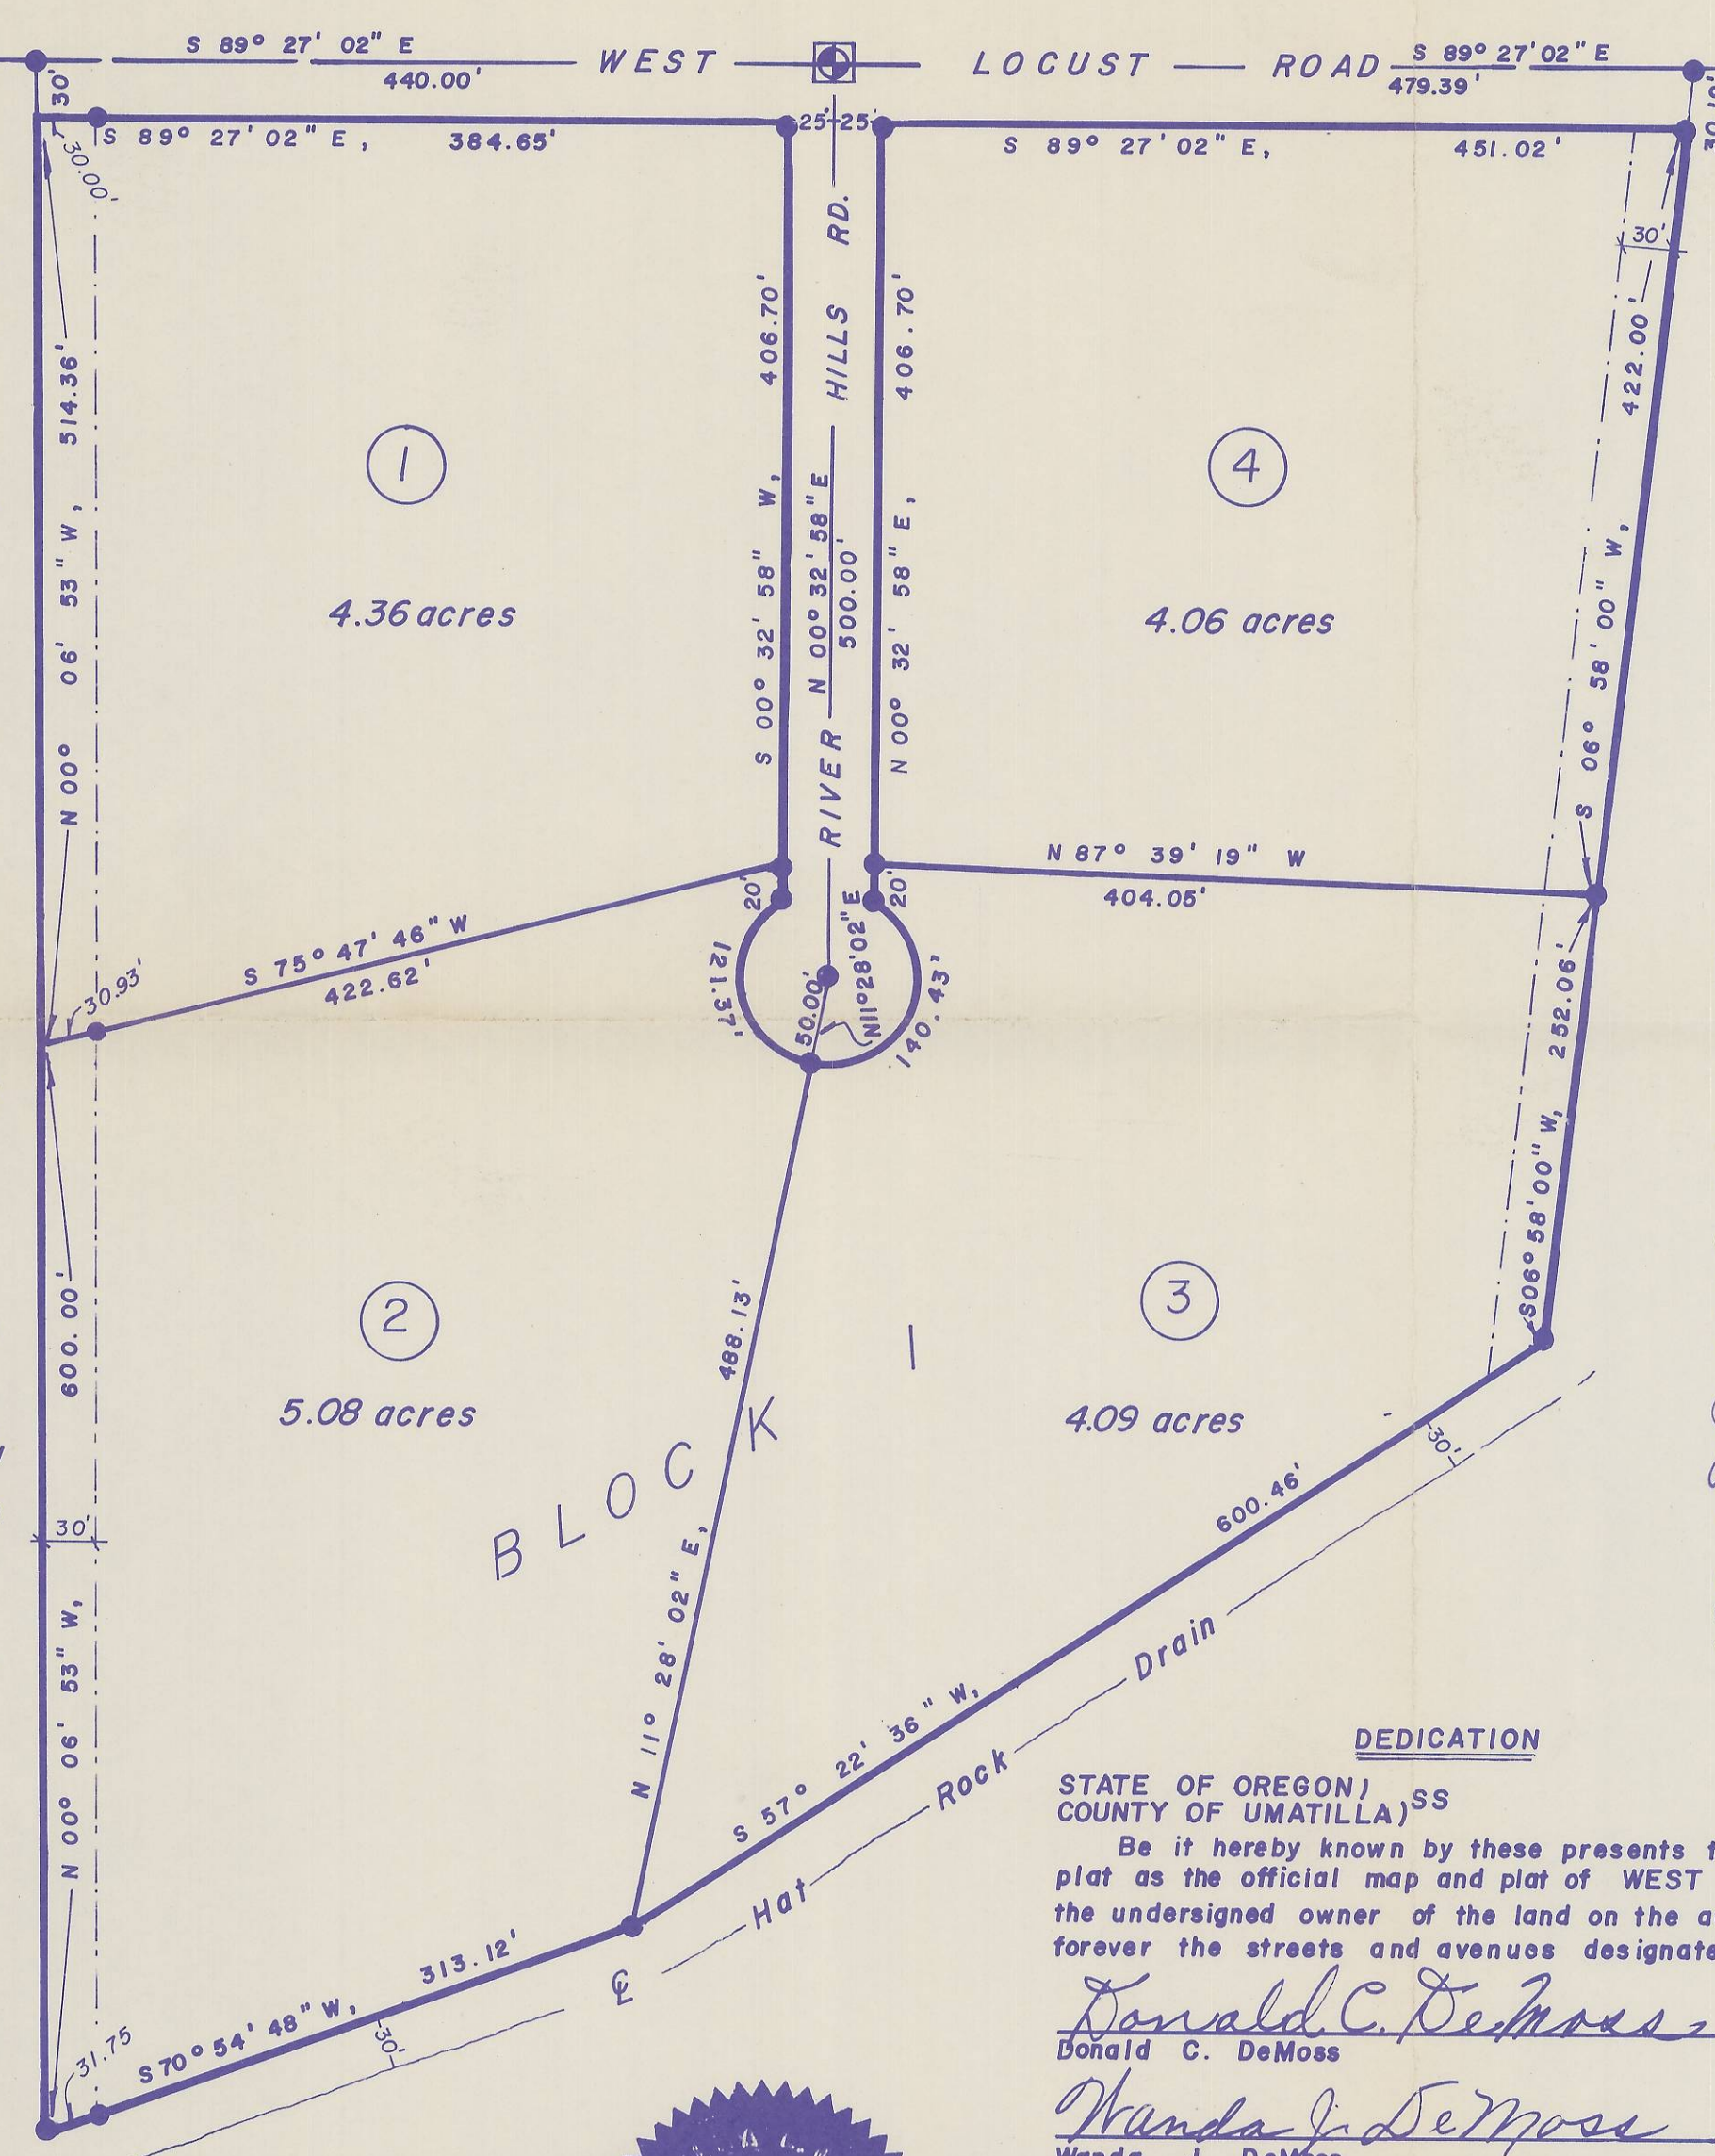 S 89° 27' 02" E
440.00'
WEST LOCUST ROAD
S 89° 27' 02" E
479.39'
30'
S 89° 27' 02" E, 384.65'
25' 25'
S 89° 27' 02" E, 451.02'
30.00'
30'
N 00° 06' 53" W, 514.36'
S 00° 32' 58" W, 406.70'
RIVER HILLS RD.
N 00° 32' 58" E
500.00'
N 00° 32' 58" E, 406.70'
S 06° 58' 00" W, 422.00'
1
4.36 acres
4
4.06 acres
N 87° 39' 19" W
404.05'
S 75° 47' 46" W
422.62'
30.93'
20'
20'
121.37'
50.00'
N11°28'02" E
140.43'
S06° 58' 00" W, 252.06'
N 00° 06' 53" W, 600.00'
2
5.08 acres
3
4.09 acres
BLOCK 1
30'
N 11° 28' 02" E, 488.13'
S 57° 22' 36" W, 600.46'
30'
℄ Hat Rock Drain
S 70° 54' 48" W, 313.12'
31.75
30'
DEDICATION
STATE OF OREGON)
COUNTY OF UMATILLA) SS
Be it hereby known by these presents
plat as the official map and plat of WEST
the undersigned owner of the land on the
forever the streets and avenues
Donald C. DeMoss
Donald C. DeMoss
Wanda J. DeMoss
Wanda J. DeMoss